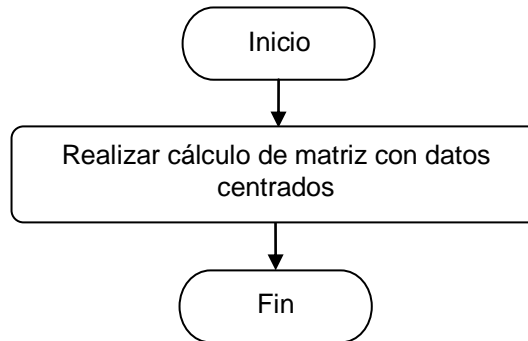 Inicio
Realizar cálculo de matriz con datos
centrados
Fin